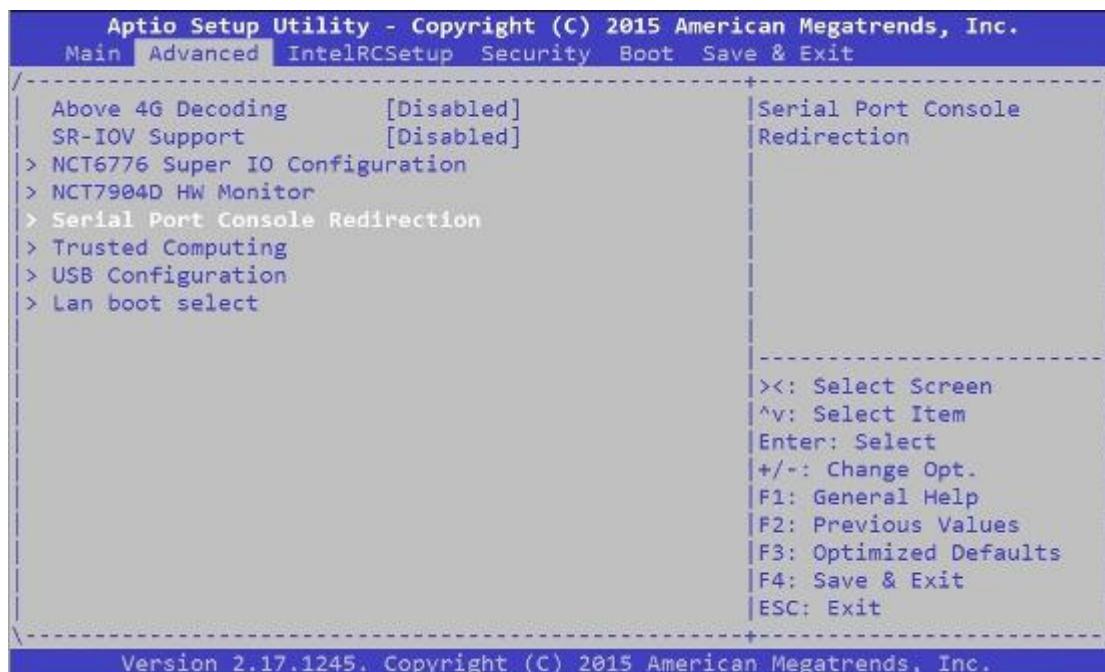 Aptio Setup Utility - Copyright (C) 2015 American Megatrends, Inc.
Main Advanced IntelRCSetup Security Boot Save & Exit
Above 4G Decoding [Disabled]
SR-IOV Support [Disabled]
> NCT6776 Super IO Configuration
> NCT7904D HW Monitor
> Serial Port Console Redirection
> Trusted Computing
> USB Configuration
> Lan boot select
Serial Port Console
Redirection
><: Select Screen
^v: Select Item
Enter: Select
+/-: Change Opt.
F1: General Help
F2: Previous Values
F3: Optimized Defaults
F4: Save & Exit
ESC: Exit
Version 2.17.1245. Copyright (C) 2015 American Megatrends, Inc.